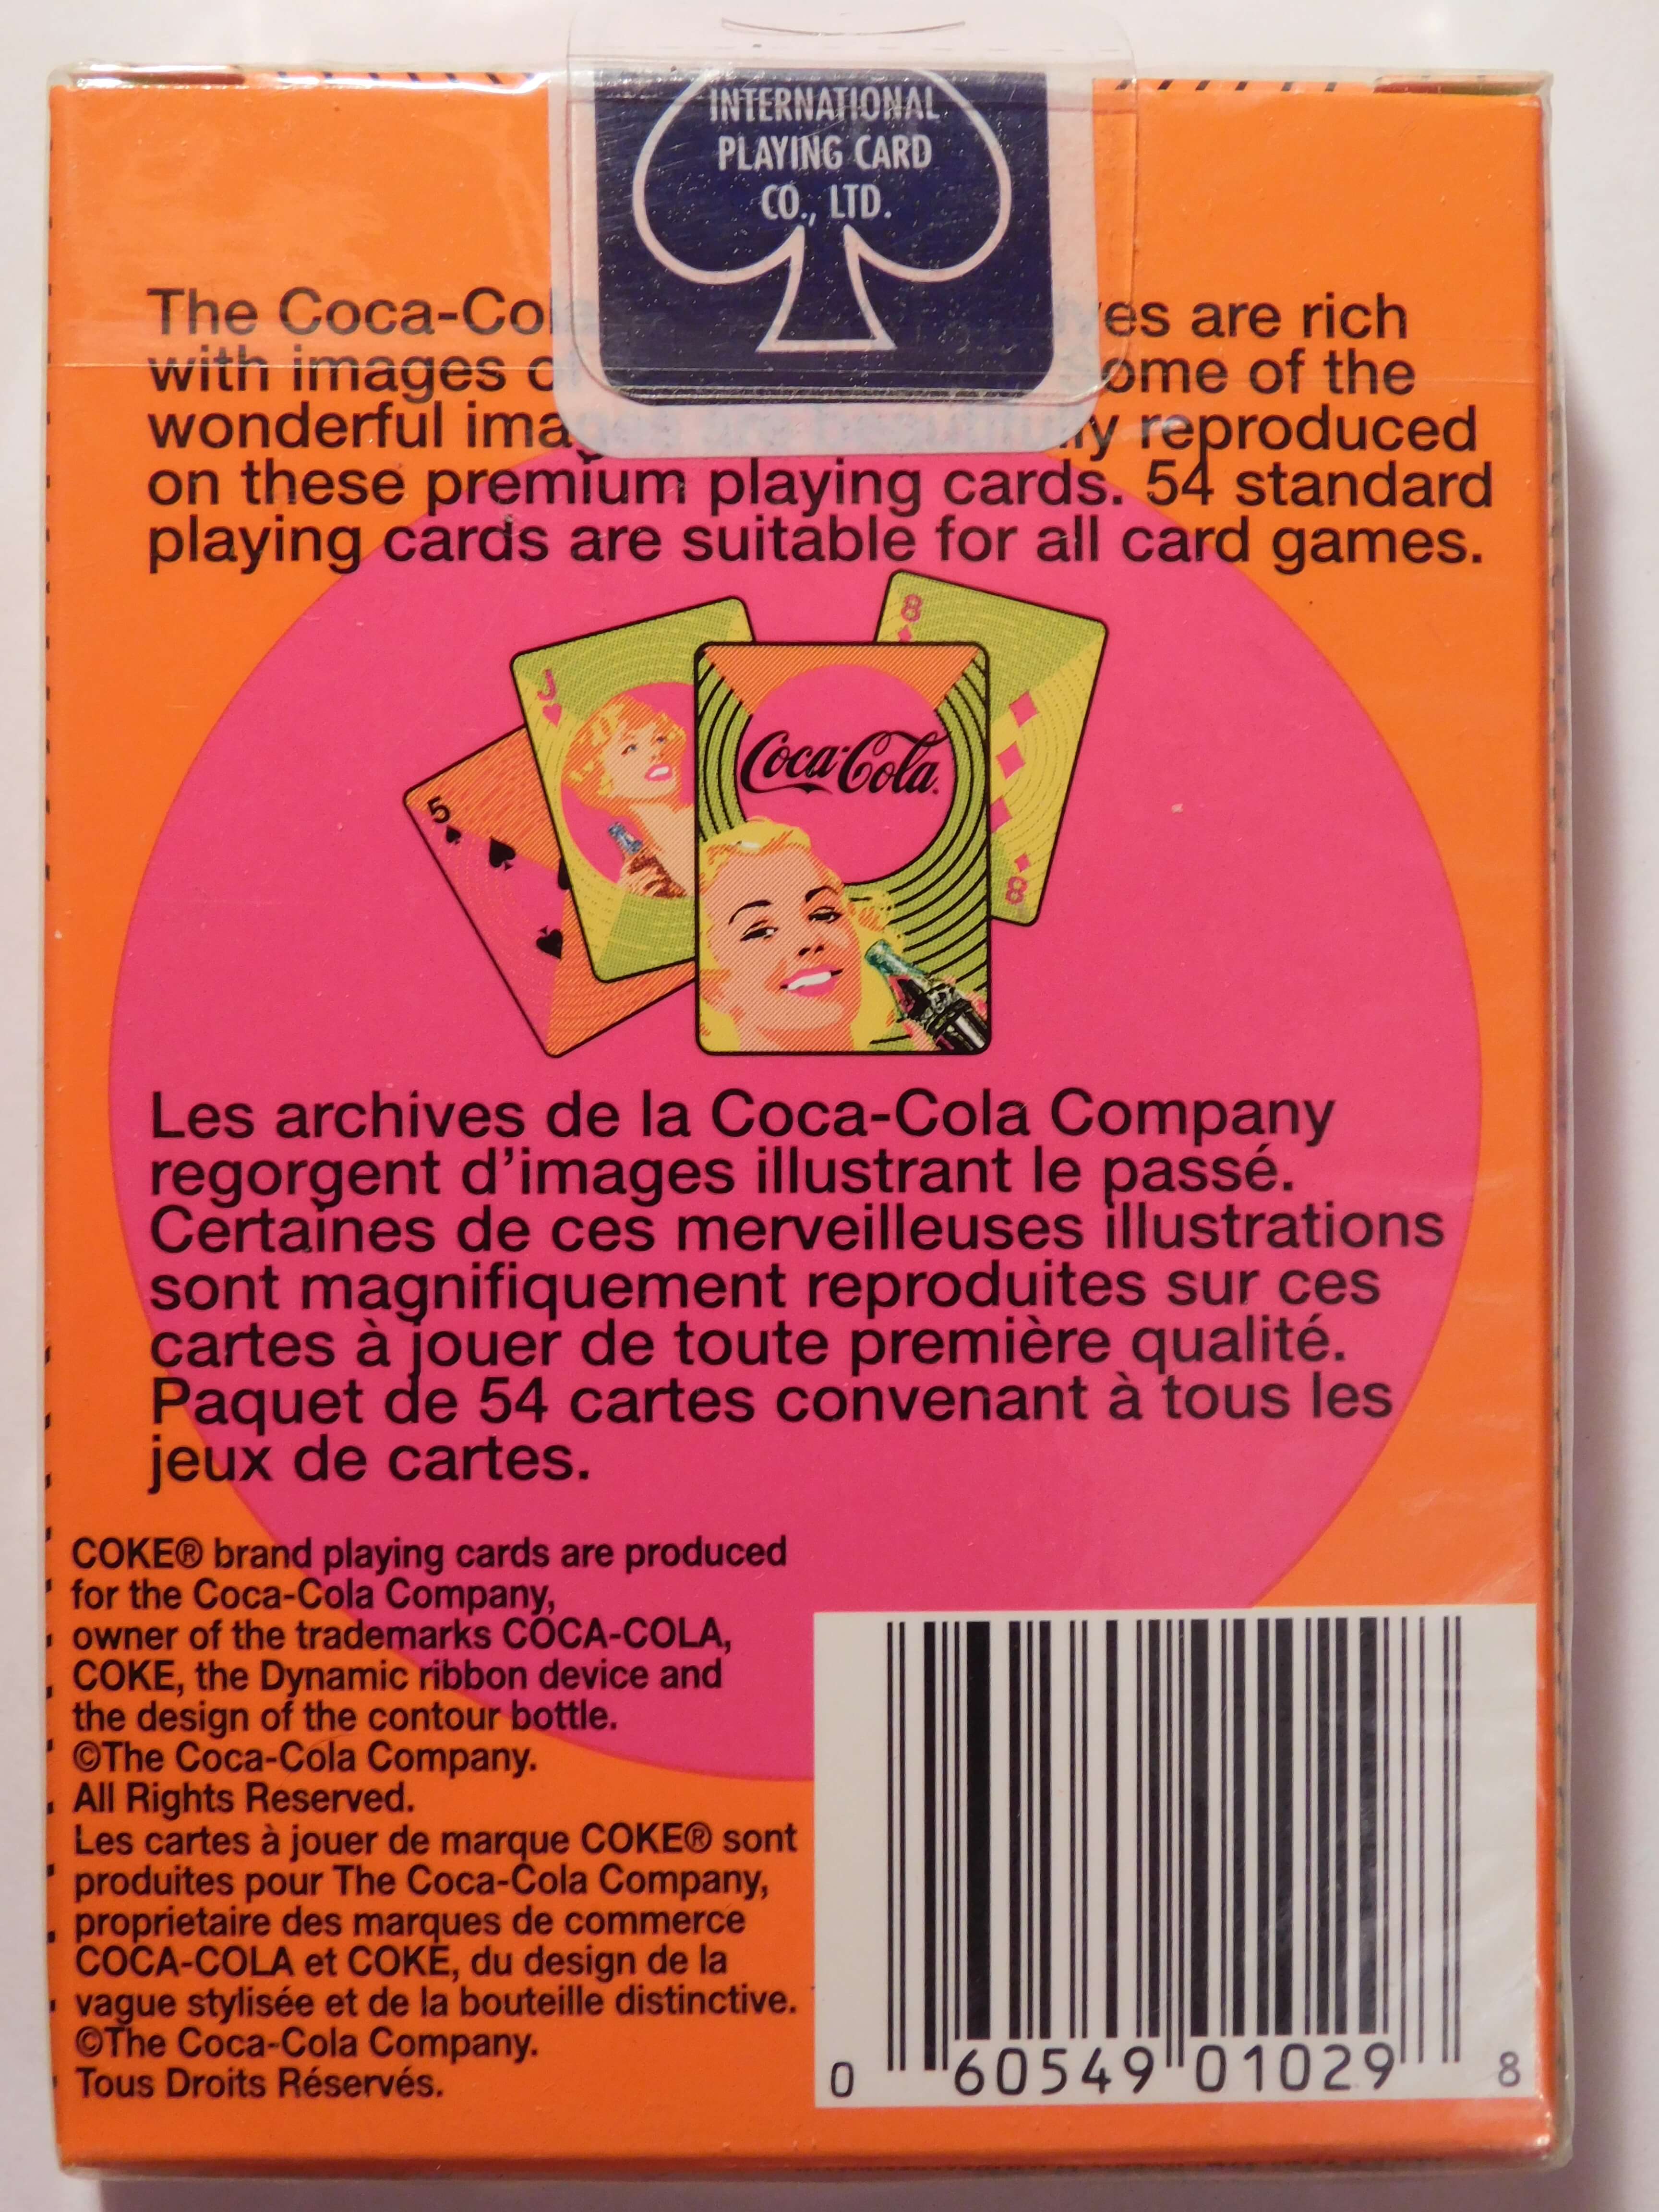 INTERNATIONAL
PLAYING CARD
CO., LTD.
The Coca-Col es are rich
with images of the
wonderful reproduced
on these premium playing cards. 54 standard
playing cards are suitable for all card games.
5
J
Coca-Cola
8
8
Les archives de la Coca-Cola Company
regorgent d’images illustrant le passé.
Certaines de ces merveilleuses illustrations
sont magnifiquement reproduites sur ces
cartes à jouer de toute première qualité.
Paquet de 54 cartes convenant à tous les
jeux de cartes.
COKE® brand playing cards are produced
for the Coca-Cola Company,
owner of the trademarks COCA-COLA,
COKE, the Dynamic ribbon device and
the design of the contour bottle.
©The Coca-Cola Company.
All Rights Reserved.
Les cartes à jouer de marque COKE® sont
produites pour The Coca-Cola Company,
proprietaire des marques de commerce
COCA-COLA et COKE, du design de la
vague stylisée et de la bouteille distinctive.
©The Coca-Cola Company.
Tous Droits Réservés.
0 60549 01029 8